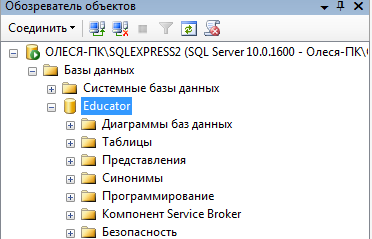 Обозреватель объектов
Соединить
ОЛЕСЯ-ПК\SQLEXPRESS2 (SQL Server 10.0.1600 - Олеся-ПК\
Базы данных
Системные базы данных
Educator
Диаграммы баз данных
Таблицы
Представления
Синонимы
Программирование
Компонент Service Broker
Безопасность